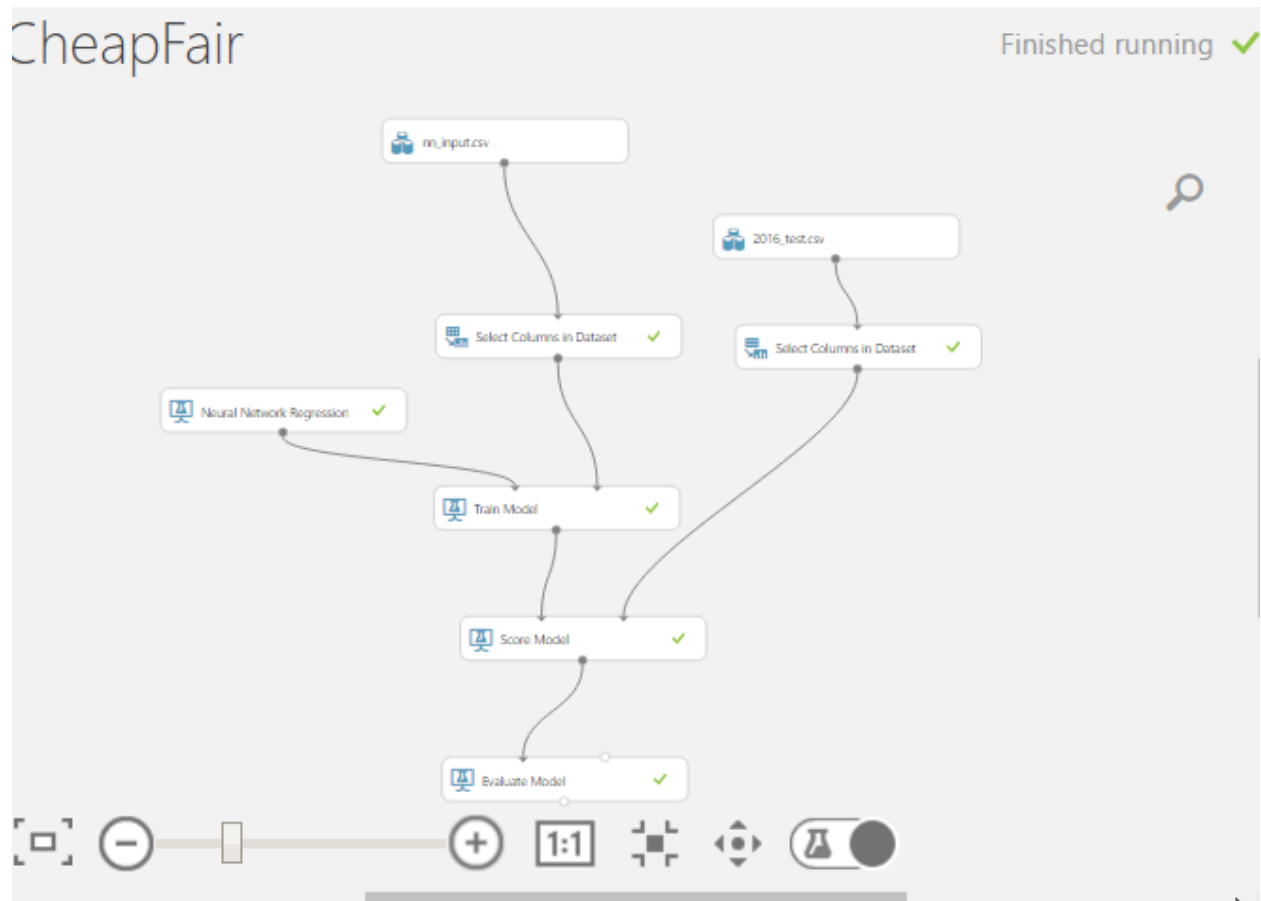 CheapFair
Finished running
nn_input.csv
2016_test.csv
Select Columns in Dataset
Select Columns in Dataset
Neural Network Regression
Train Model
Score Model
Evaluate Model
1:1